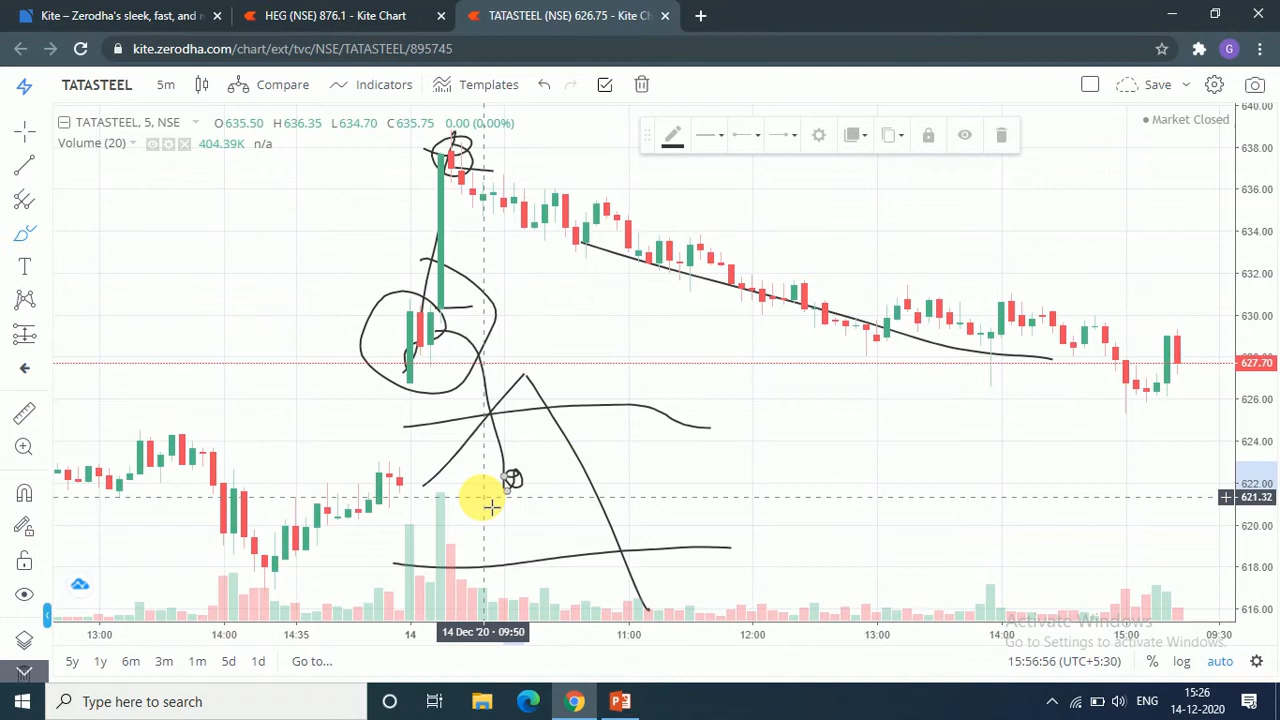 Kite – Zerodha's sleek, fast, and n
HEG (NSE) 876.1 - Kite Chart
TATASTEEL (NSE) 626.75 - Kite Ch
kite.zerodha.com/chart/ext/tvc/NSE/TATASTEEL/895745
G
TATASTEEL 5m Compare Indicators Templates Save
TATASTEEL, 5, NSE O635.50 H636.35 L634.70 C635.75 0.00 (0.00%)
Market Closed
Volume (20) 404.39K n/a
640.00
638.00
636.00
634.00
632.00
630.00
627.70
626.00
624.00
622.00
621.32
620.00
618.00
616.00
13:00 14:00 14:35 14 14 Dec '20 - 09:50 11:00 12:00 13:00 14:00 15:00 09:30
Activate Windows
Go to Settings to activate Windows.
5y 1y 6m 3m 1m 5d 1d Go to... 15:56:56 (UTC+5:30) % log auto
Type here to search
ENG
15:26
14-12-2020